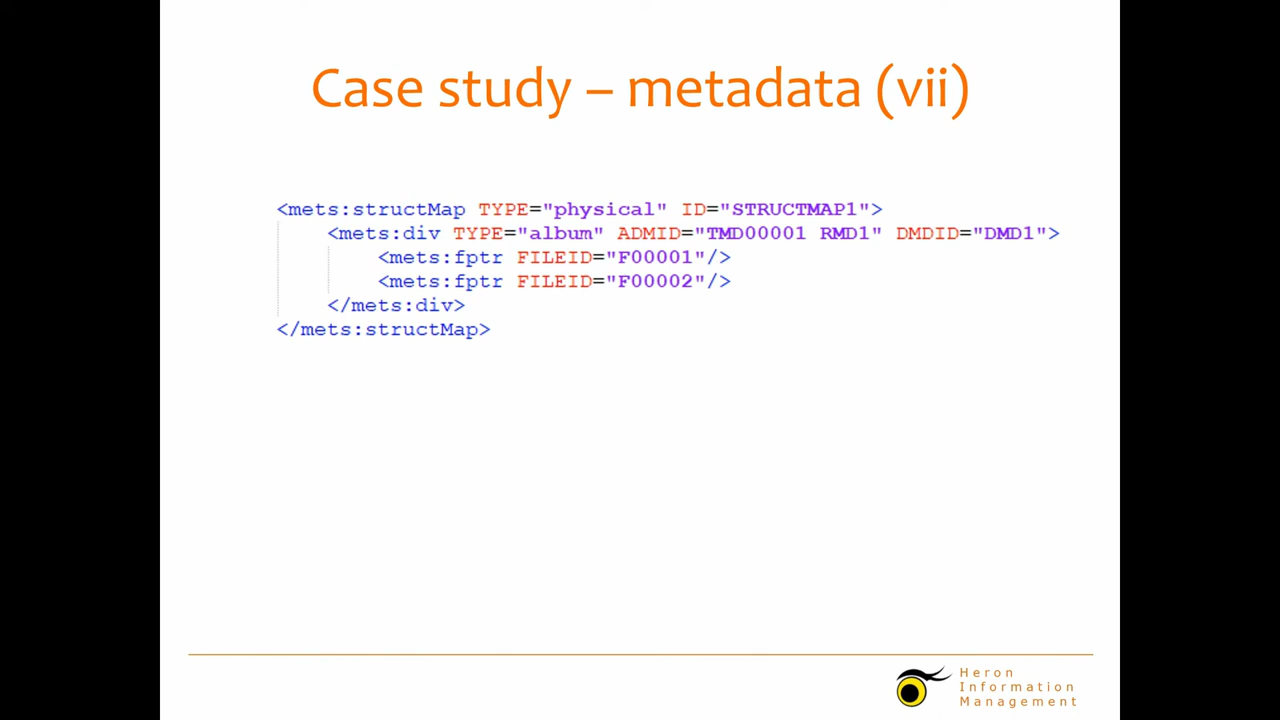 Case study – metadata (vii)
<mets:structMap TYPE="physical" ID="STRUCTMAP1">
<mets:div TYPE="album" ADMID="TMD00001 RMD1" DMDID="DMD1">
<mets:fptr FILEID="F00001"/>
<mets:fptr FILEID="F00002"/>
</mets:div>
</mets:structMap>
Heron
Information
Management